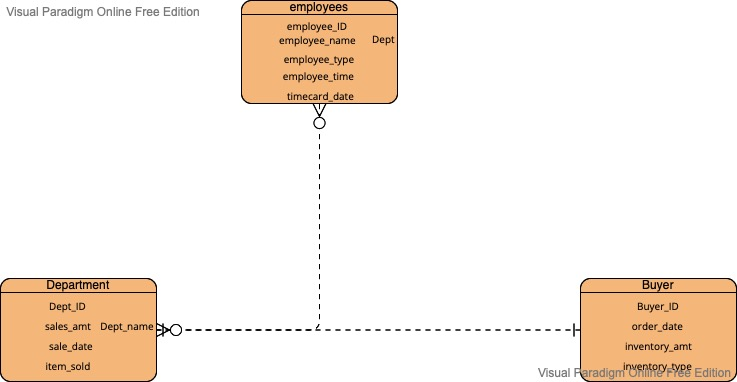 Visual Paradigm Online Free Edition
employees
employee_ID
employee_name Dept
employee_type
employee_time
timecard_date
Department
Dept_ID
sales_amt Dept_name
sale_date
item_sold
Buyer
Buyer_ID
order_date
inventory_amt
inventory_type
Visual Paradigm Online Free Edition